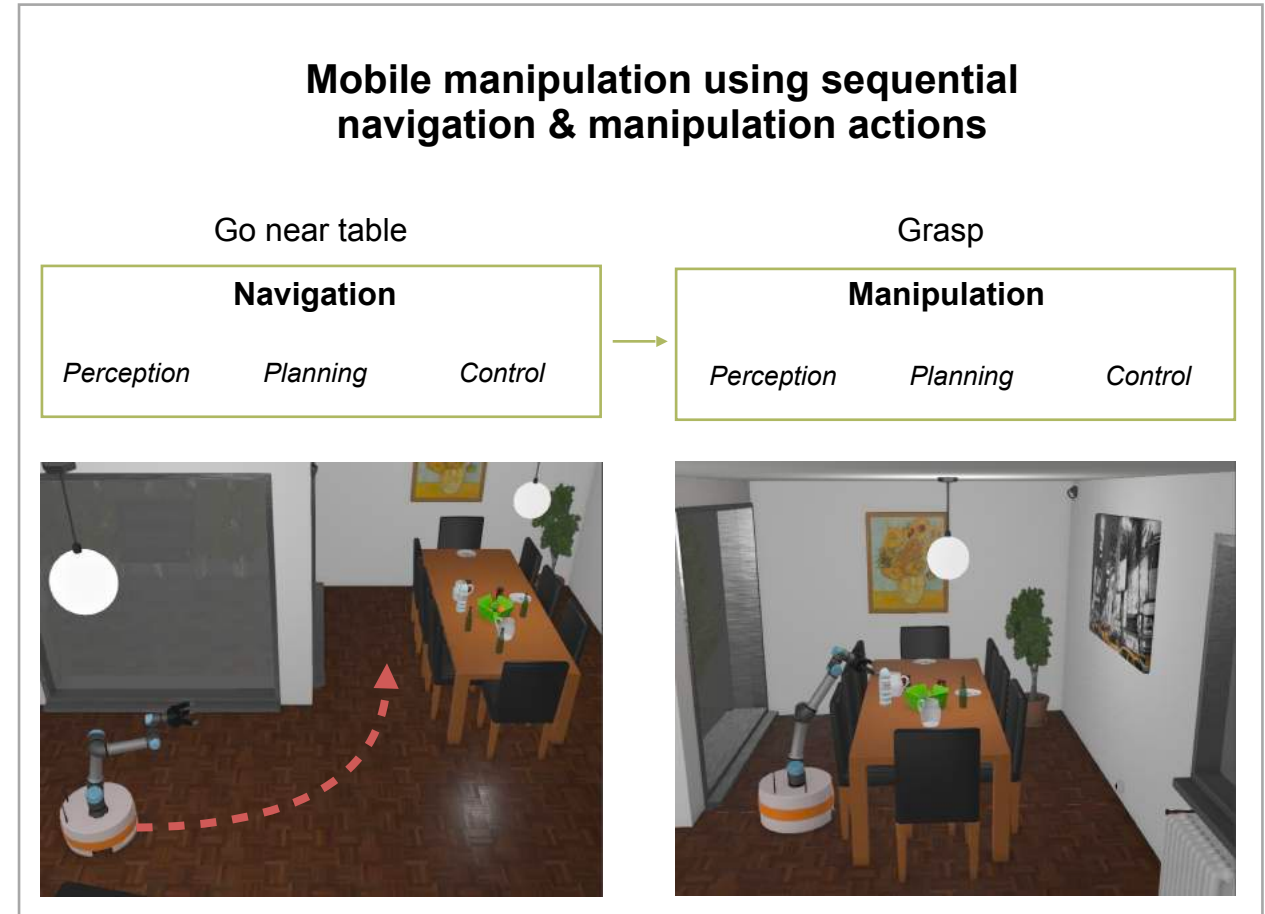 Mobile manipulation using sequential
navigation & manipulation actions
Go near table
Navigation
Perception Planning Control
Grasp
Manipulation
Perception Planning Control